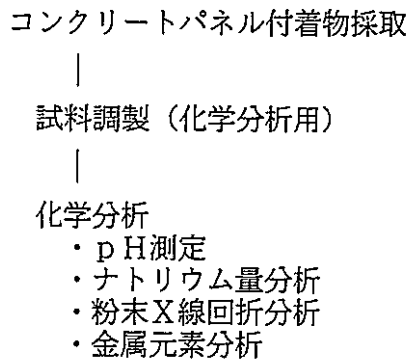 コンクリートパネル付着物採取
試料調製（化学分析用）
化学分析
・ｐＨ測定
・ナトリウム量分析
・粉末Ｘ線回折分析
・金属元素分析